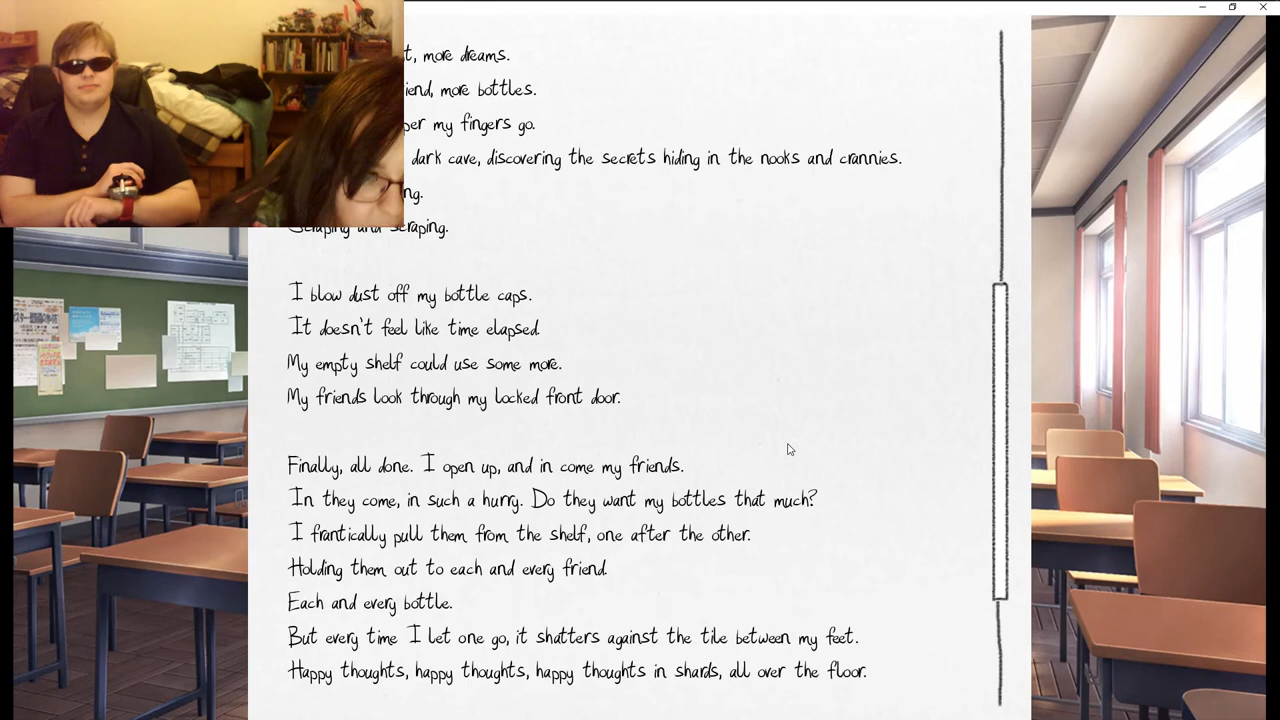 t, more dreams.
iend, more bottles.
per my fingers go.
dark cave, discovering the secrets hiding in the nooks and crannies.
ng.
Scraping and scraping.
I blow dust off my bottle caps.
It doesn't feel like time elapsed.
My empty shelf could use some more.
My friends look through my locked front door.
Finally, all done. I open up, and in come my friends.
In they come, in such a hurry. Do they want my bottles that much?
I frantically pull them from the shelf, one after the other.
Holding them out to each and every friend.
Each and every bottle.
But every time I let one go, it shatters against the tile between my feet.
Happy thoughts, happy thoughts, happy thoughts in shards, all over the floor.